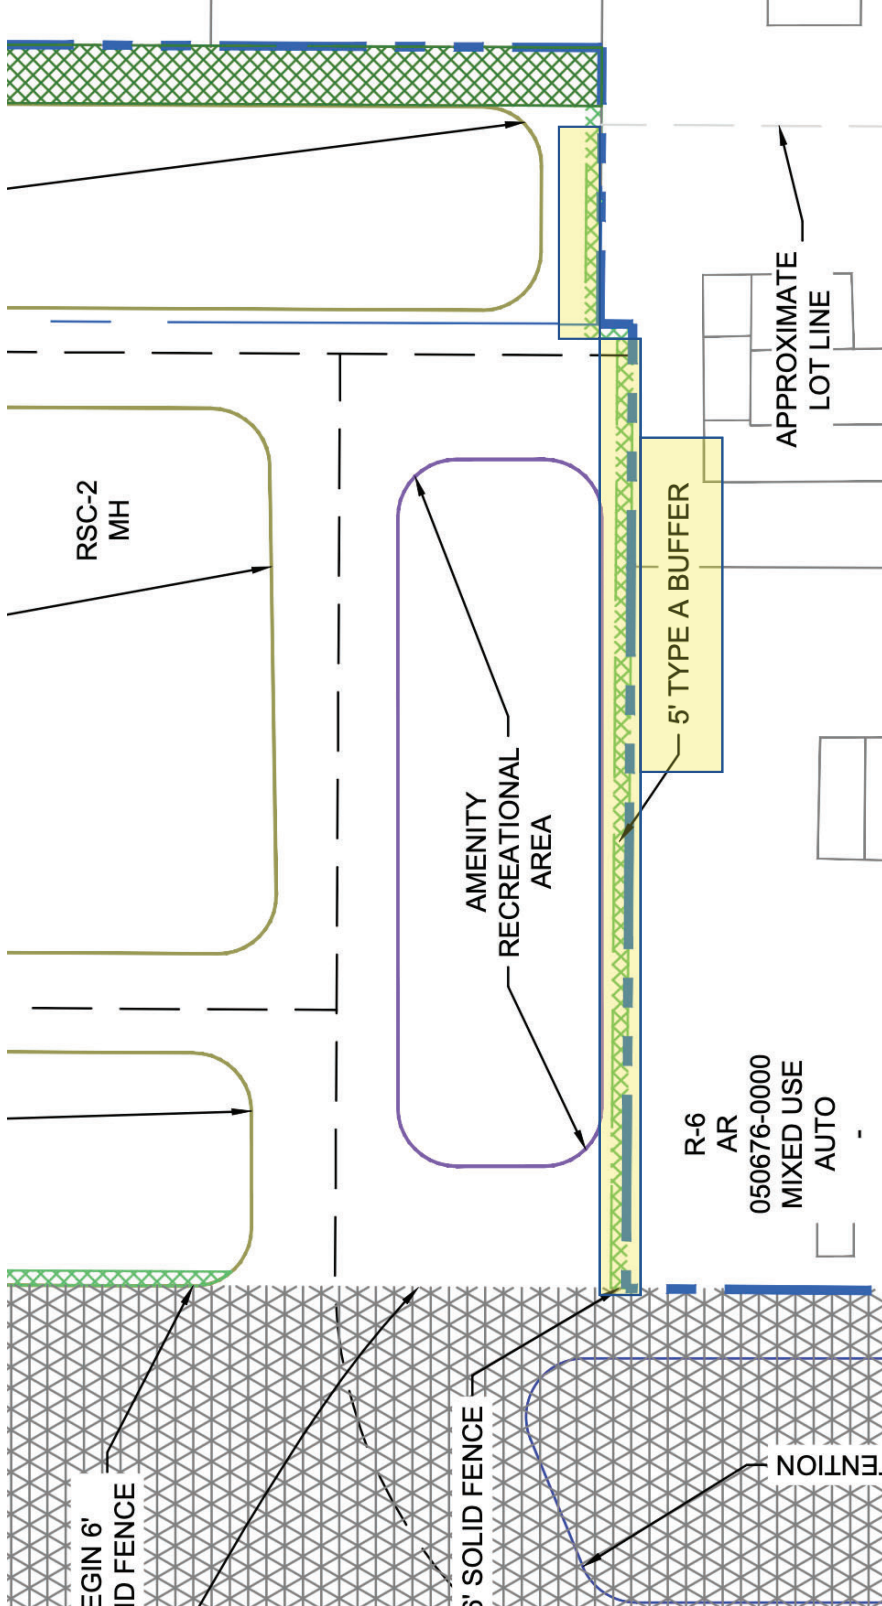 APPROXIMATE
LOT LINE
RSC-2
MH
5' TYPE A BUFFER
AMENITY
RECREATIONAL
AREA
R-6
AR
050676-0000
MIXED USE
AUTO
-
EGIN 6'
ID FENCE
' SOLID FENCE
TENTION